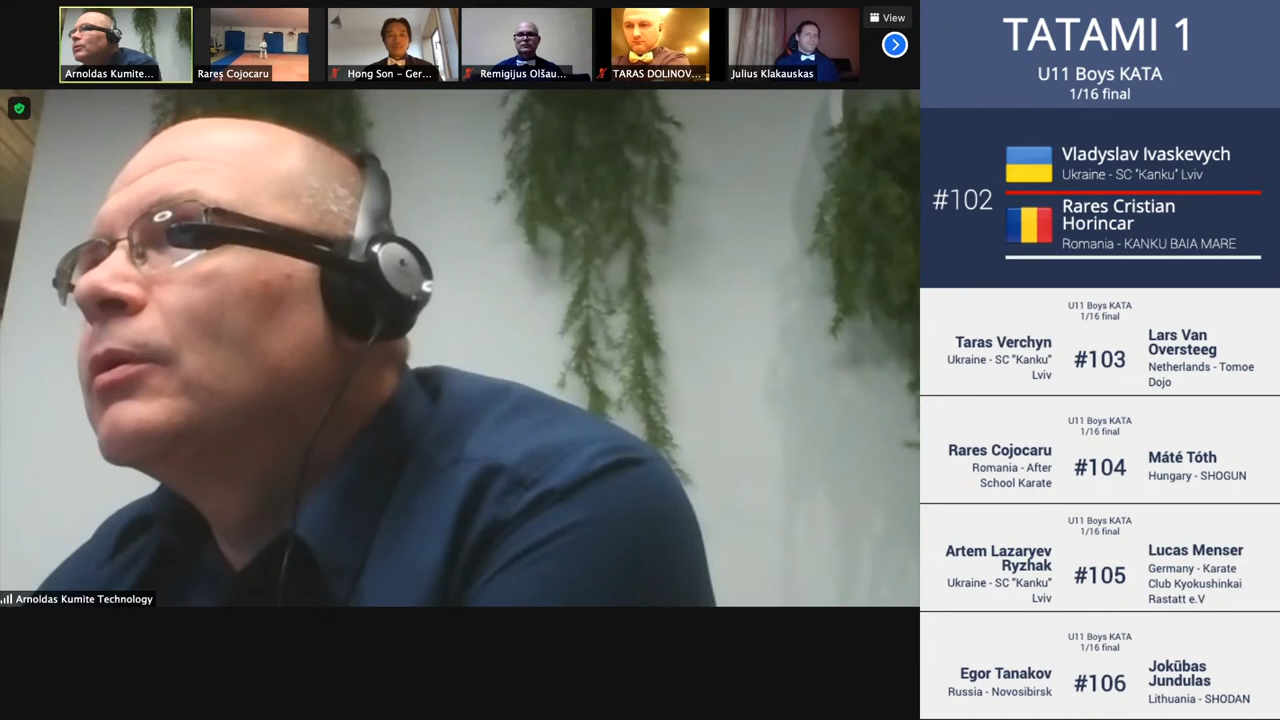 Arnoldas Kumite...
Rareș Cojocaru
Hong Son – Ger...
Remigijus Olšau...
TARAS DOLINOV...
Julius Klakauskas
View
Arnoldas Kumite Technology
TATAMI 1
U11 Boys KATA
1/16 final
#102
Vladyslav Ivaskevych
Ukraine - SC "Kanku" Lviv
Rares Cristian
Horincar
Romania - KANKU BAIA MARE
U11 Boys KATA
1/16 final
Taras Verchyn
Ukraine - SC "Kanku"
Lviv
#103
Lars Van
Oversteeg
Netherlands - Tomoe
Dojo
U11 Boys KATA
1/16 final
Rares Cojocaru
Romania - After
School Karate
#104
Máté Tóth
Hungary - SHOGUN
U11 Boys KATA
1/16 final
Artem Lazaryev
Ryzhak
Ukraine - SC "Kanku"
Lviv
#105
Lucas Menser
Germany - Karate
Club Kyokushinkai
Rastatt e.V
U11 Boys KATA
1/16 final
Egor Tanakov
Russia - Novosibirsk
#106
Jokūbas
Jundulas
Lithuania - SHODAN